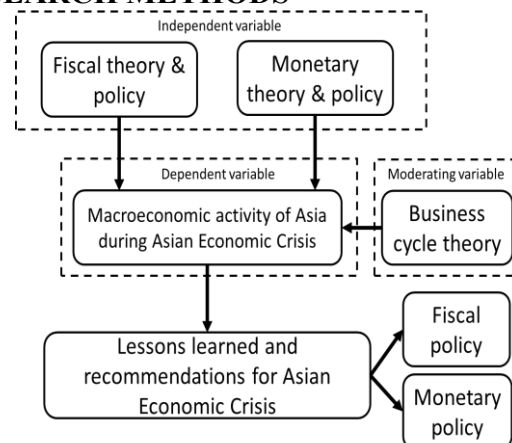 Independent variable
Fiscal theory &
policy
Monetary
theory & policy
Dependent variable
Macroeconomic activity of Asia
during Asian Economic Crisis
Moderating variable
Business
cycle theory
Lessons learned and
recommendations for Asian
Economic Crisis
Fiscal
policy
Monetary
policy